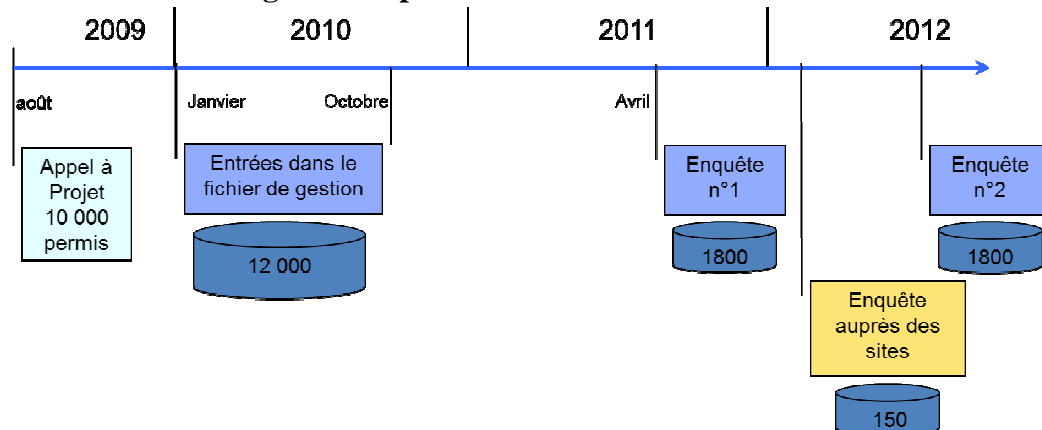 2009 2010 2011 2012
août Janvier Octobre Avril
Appel à
Projet
10 000
permis
Entrées dans le
fichier de gestion
12 000
Enquête
n°1
1800
Enquête
n°2
1800
Enquête
auprès des
sites
150